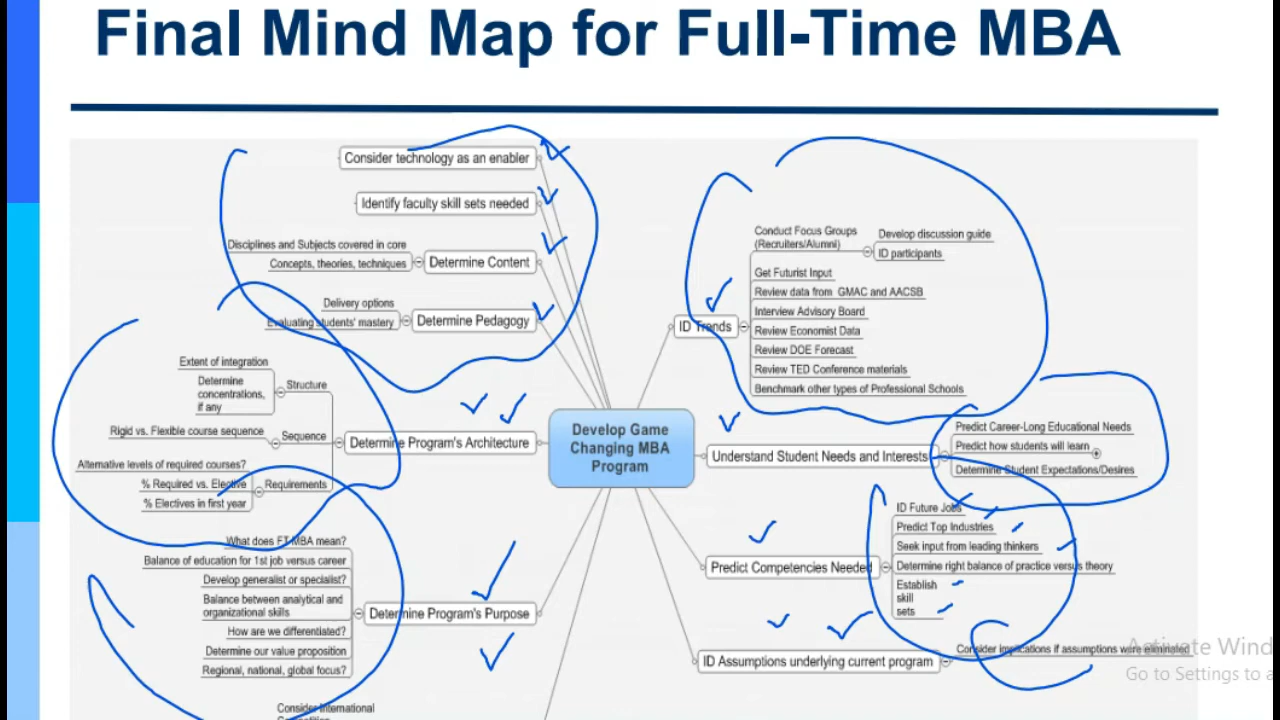 Final Mind Map for Full-Time MBA
Consider technology as an enabler
Identify faculty skill sets needed
Disciplines and Subjects covered in core
Concepts, theories, techniques
Determine Content
Delivery options
Evaluating students' mastery
Determine Pedagogy
Extent of integration
Determine
concentrations,
if any
Structure
Rigid vs. Flexible course sequence
Sequence
Determine Program's Architecture
Alternative levels of required courses?
% Required vs. Elective
% Electives in first year
Requirements
What does FT MBA mean?
Balance of education for 1st job versus career
Develop generalist or specialist?
Balance between analytical and
organizational skills
How are we differentiated?
Determine our value proposition
Regional, national, global focus?
Determine Program's Purpose
Consider International
Develop Game
Changing MBA
Program
ID Trends
Conduct Focus Groups
(Recruiters/Alumni)
Develop discussion guide
ID participants
Get Futurist Input
Review data from GMAC and AACSB
Interview Advisory Board
Review Economist Data
Review DOE Forecast
Review TED Conference materials
Benchmark other types of Professional Schools
Understand Student Needs and Interests
Predict Career-Long Educational Needs
Predict how students will learn
Determine Student Expectations/Desires
Predict Competencies Needed
ID Future Jobs
Predict Top Industries
Seek input from leading thinkers
Determine right balance of practice versus theory
Establish
skill
sets
ID Assumptions underlying current program
Consider implications if assumptions were eliminated
Activate Wind
Go to Settings to a